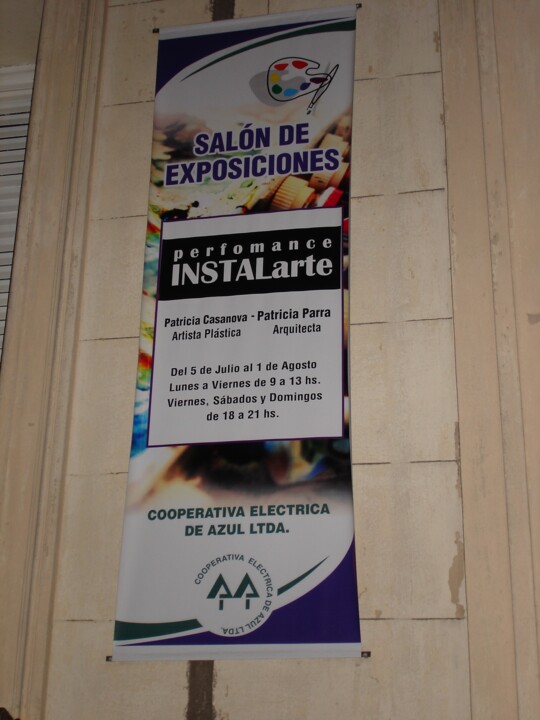 SALÓN DE
EXPOSICIONES
perfomance
INSTALarte
Patricia Casanova - Patricia Parra
Artista Plástica Arquitecta
Del 5 de Julio al 1 de Agosto
Lunes a Viernes de 9 a 13 hs.
Viernes, Sábados y Domingos
de 18 a 21 hs.
COOPERATIVA ELECTRICA
DE AZUL LTDA.
COOPERATIVA ELECTRICA DE AZUL LTDA.